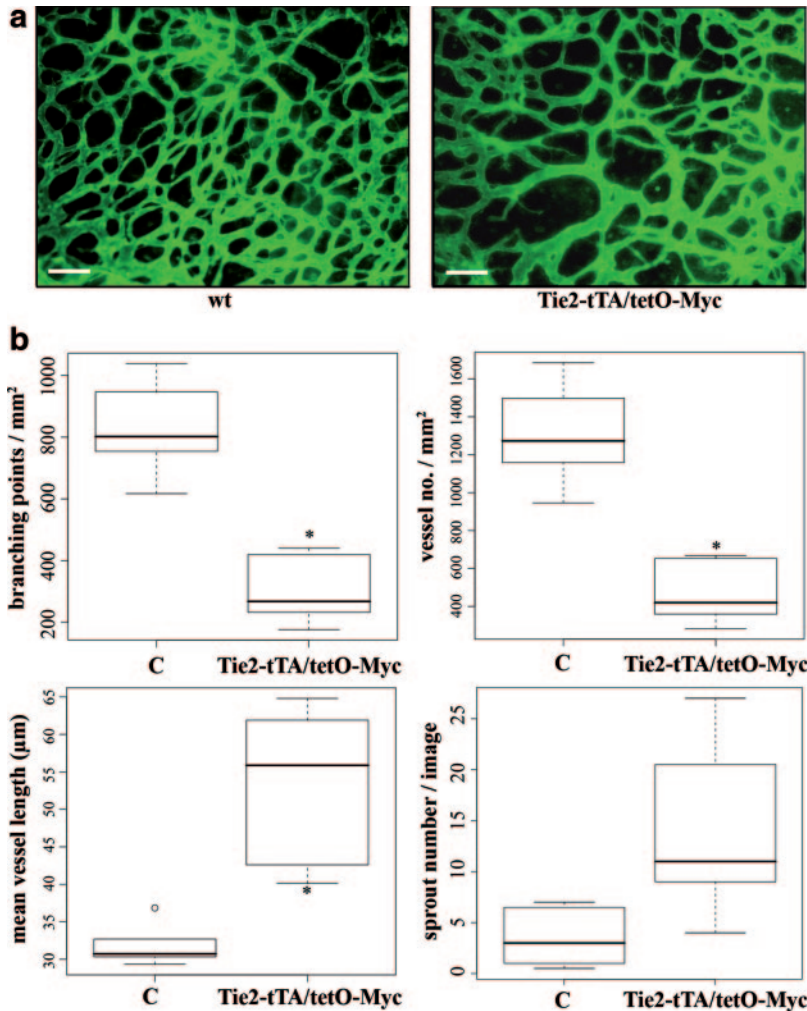 a
wt
Tie2-tTA/tetO-Myc
b
branching points / mm²
1000
800
600
400
200
*
C
Tie2-tTA/tetO-Myc
vessel no. / mm²
1600
1400
1200
1000
800
600
400
*
C
Tie2-tTA/tetO-Myc
mean vessel length (µm)
65
60
55
50
45
40
35
30
*
C
Tie2-tTA/tetO-Myc
sprout number / image
25
20
15
10
5
0
C
Tie2-tTA/tetO-Myc